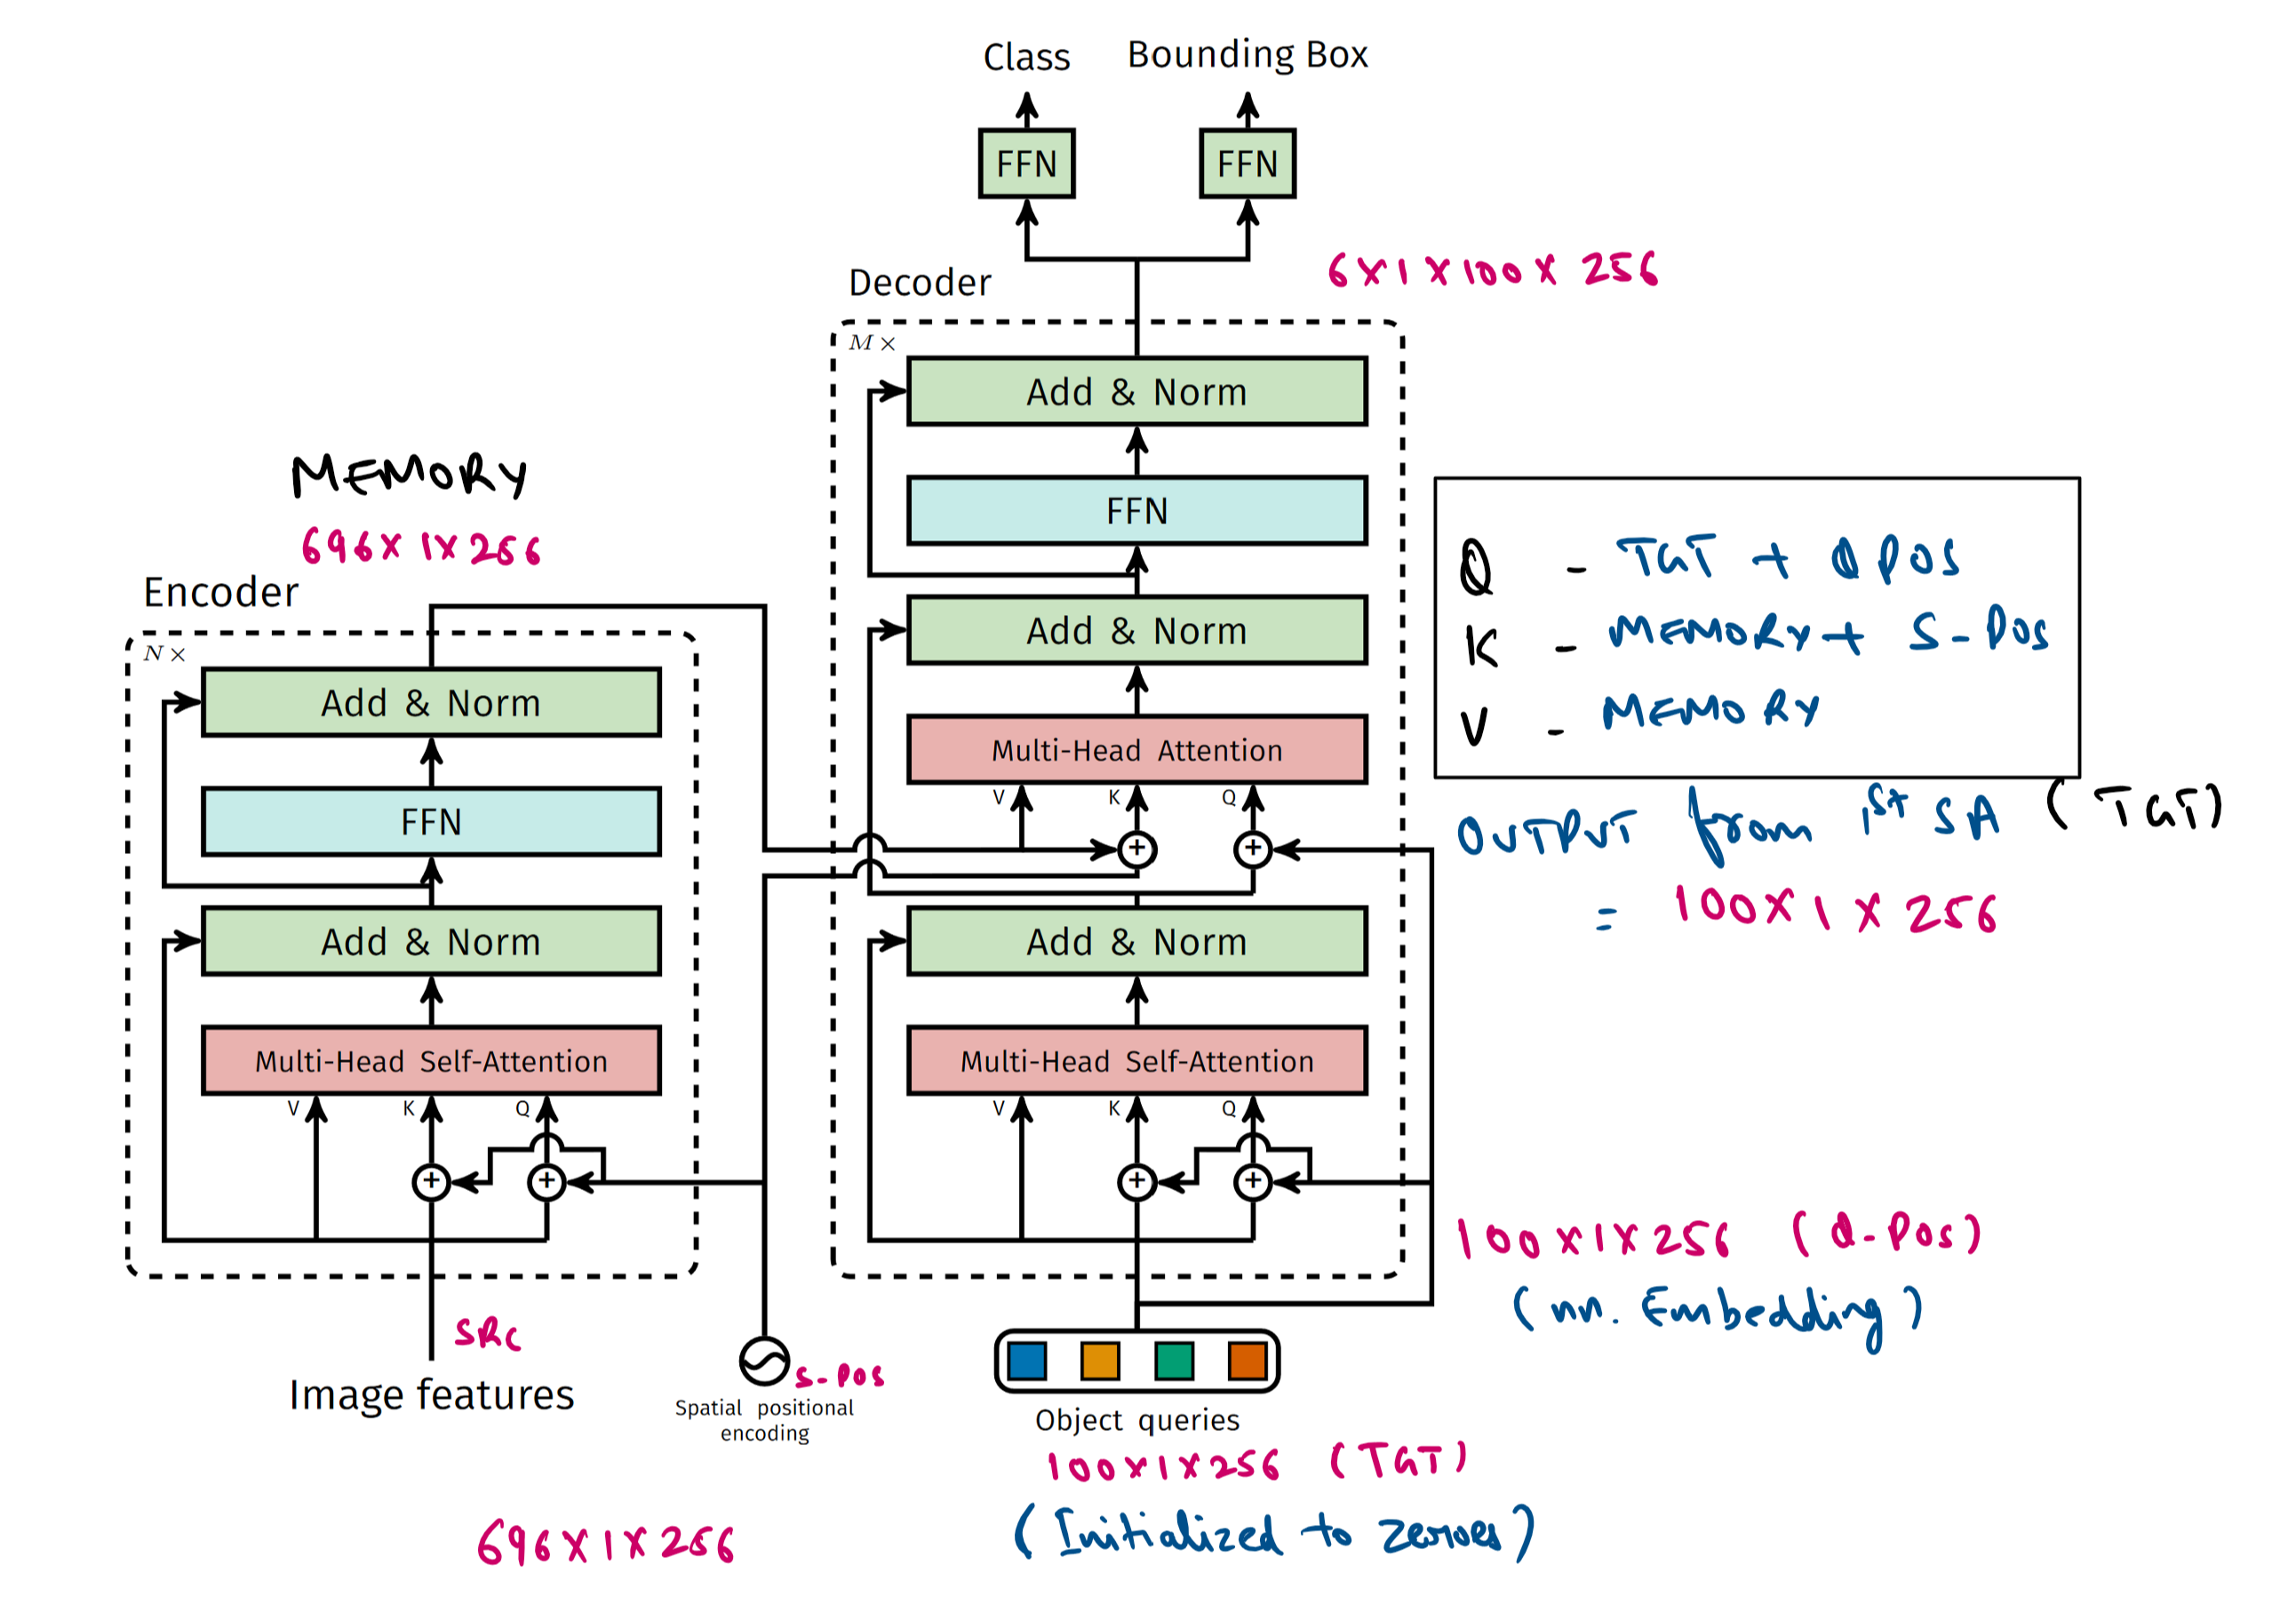 Class
Bounding Box
FFN
FFN
6x1x100x256
Decoder
M×
Add & Norm
FFN
Add & Norm
Multi-Head Attention
V K Q
Add & Norm
Multi-Head Self-Attention
V K Q
MEMORY
696x1x256
Encoder
N×
Add & Norm
FFN
Add & Norm
Multi-Head Self-Attention
V K Q
Q - TGT + QPOS
K - MEMORY + S-POS
V - MEMORY
OUTPUT from 1st SA (TGT)
= 100x1x256
100x1x256 (Q-POS)
(nn.Embedding)
SRC
Image features
S-POS
Spatial positional
encoding
Object queries
100x1x256 (TGT)
(Initialized to zeroes)
696x1x256